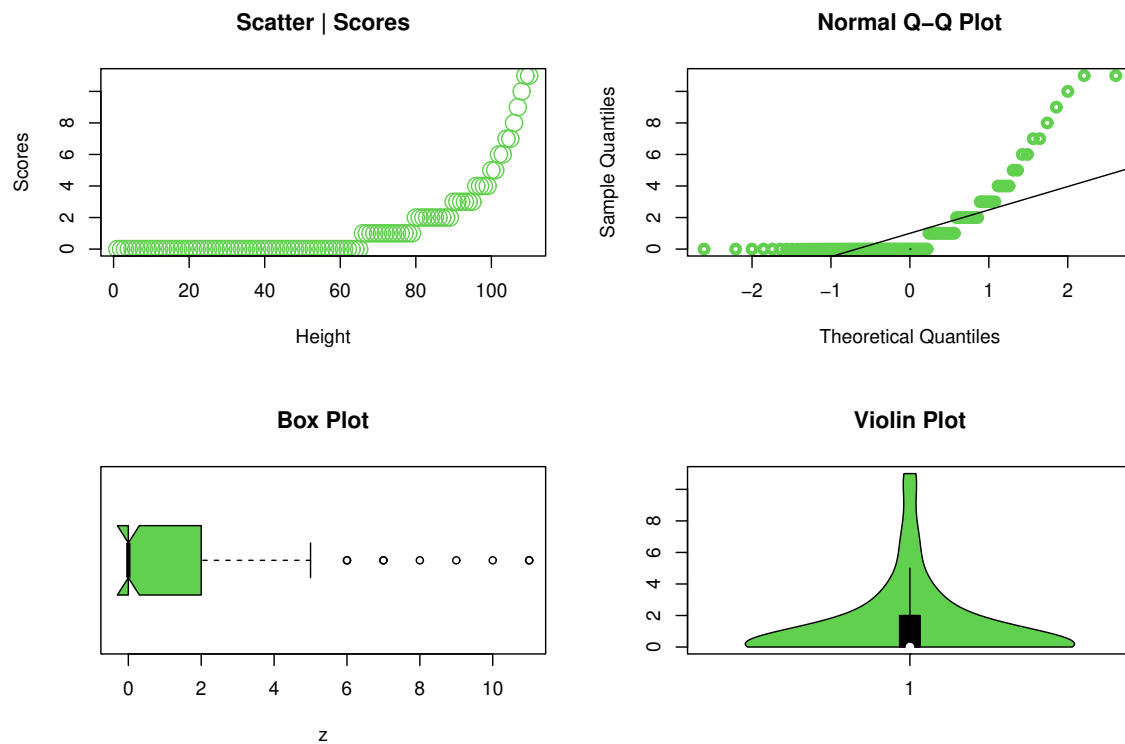 Scatter | Scores
Scores
0 2 4 6 8
0 20 40 60 80 100
Height
Normal Q−Q Plot
Sample Quantiles
0 2 4 6 8
−2 −1 0 1 2
Theoretical Quantiles
Box Plot
0 2 4 6 8 10
z
Violin Plot
0 2 4 6 8
1